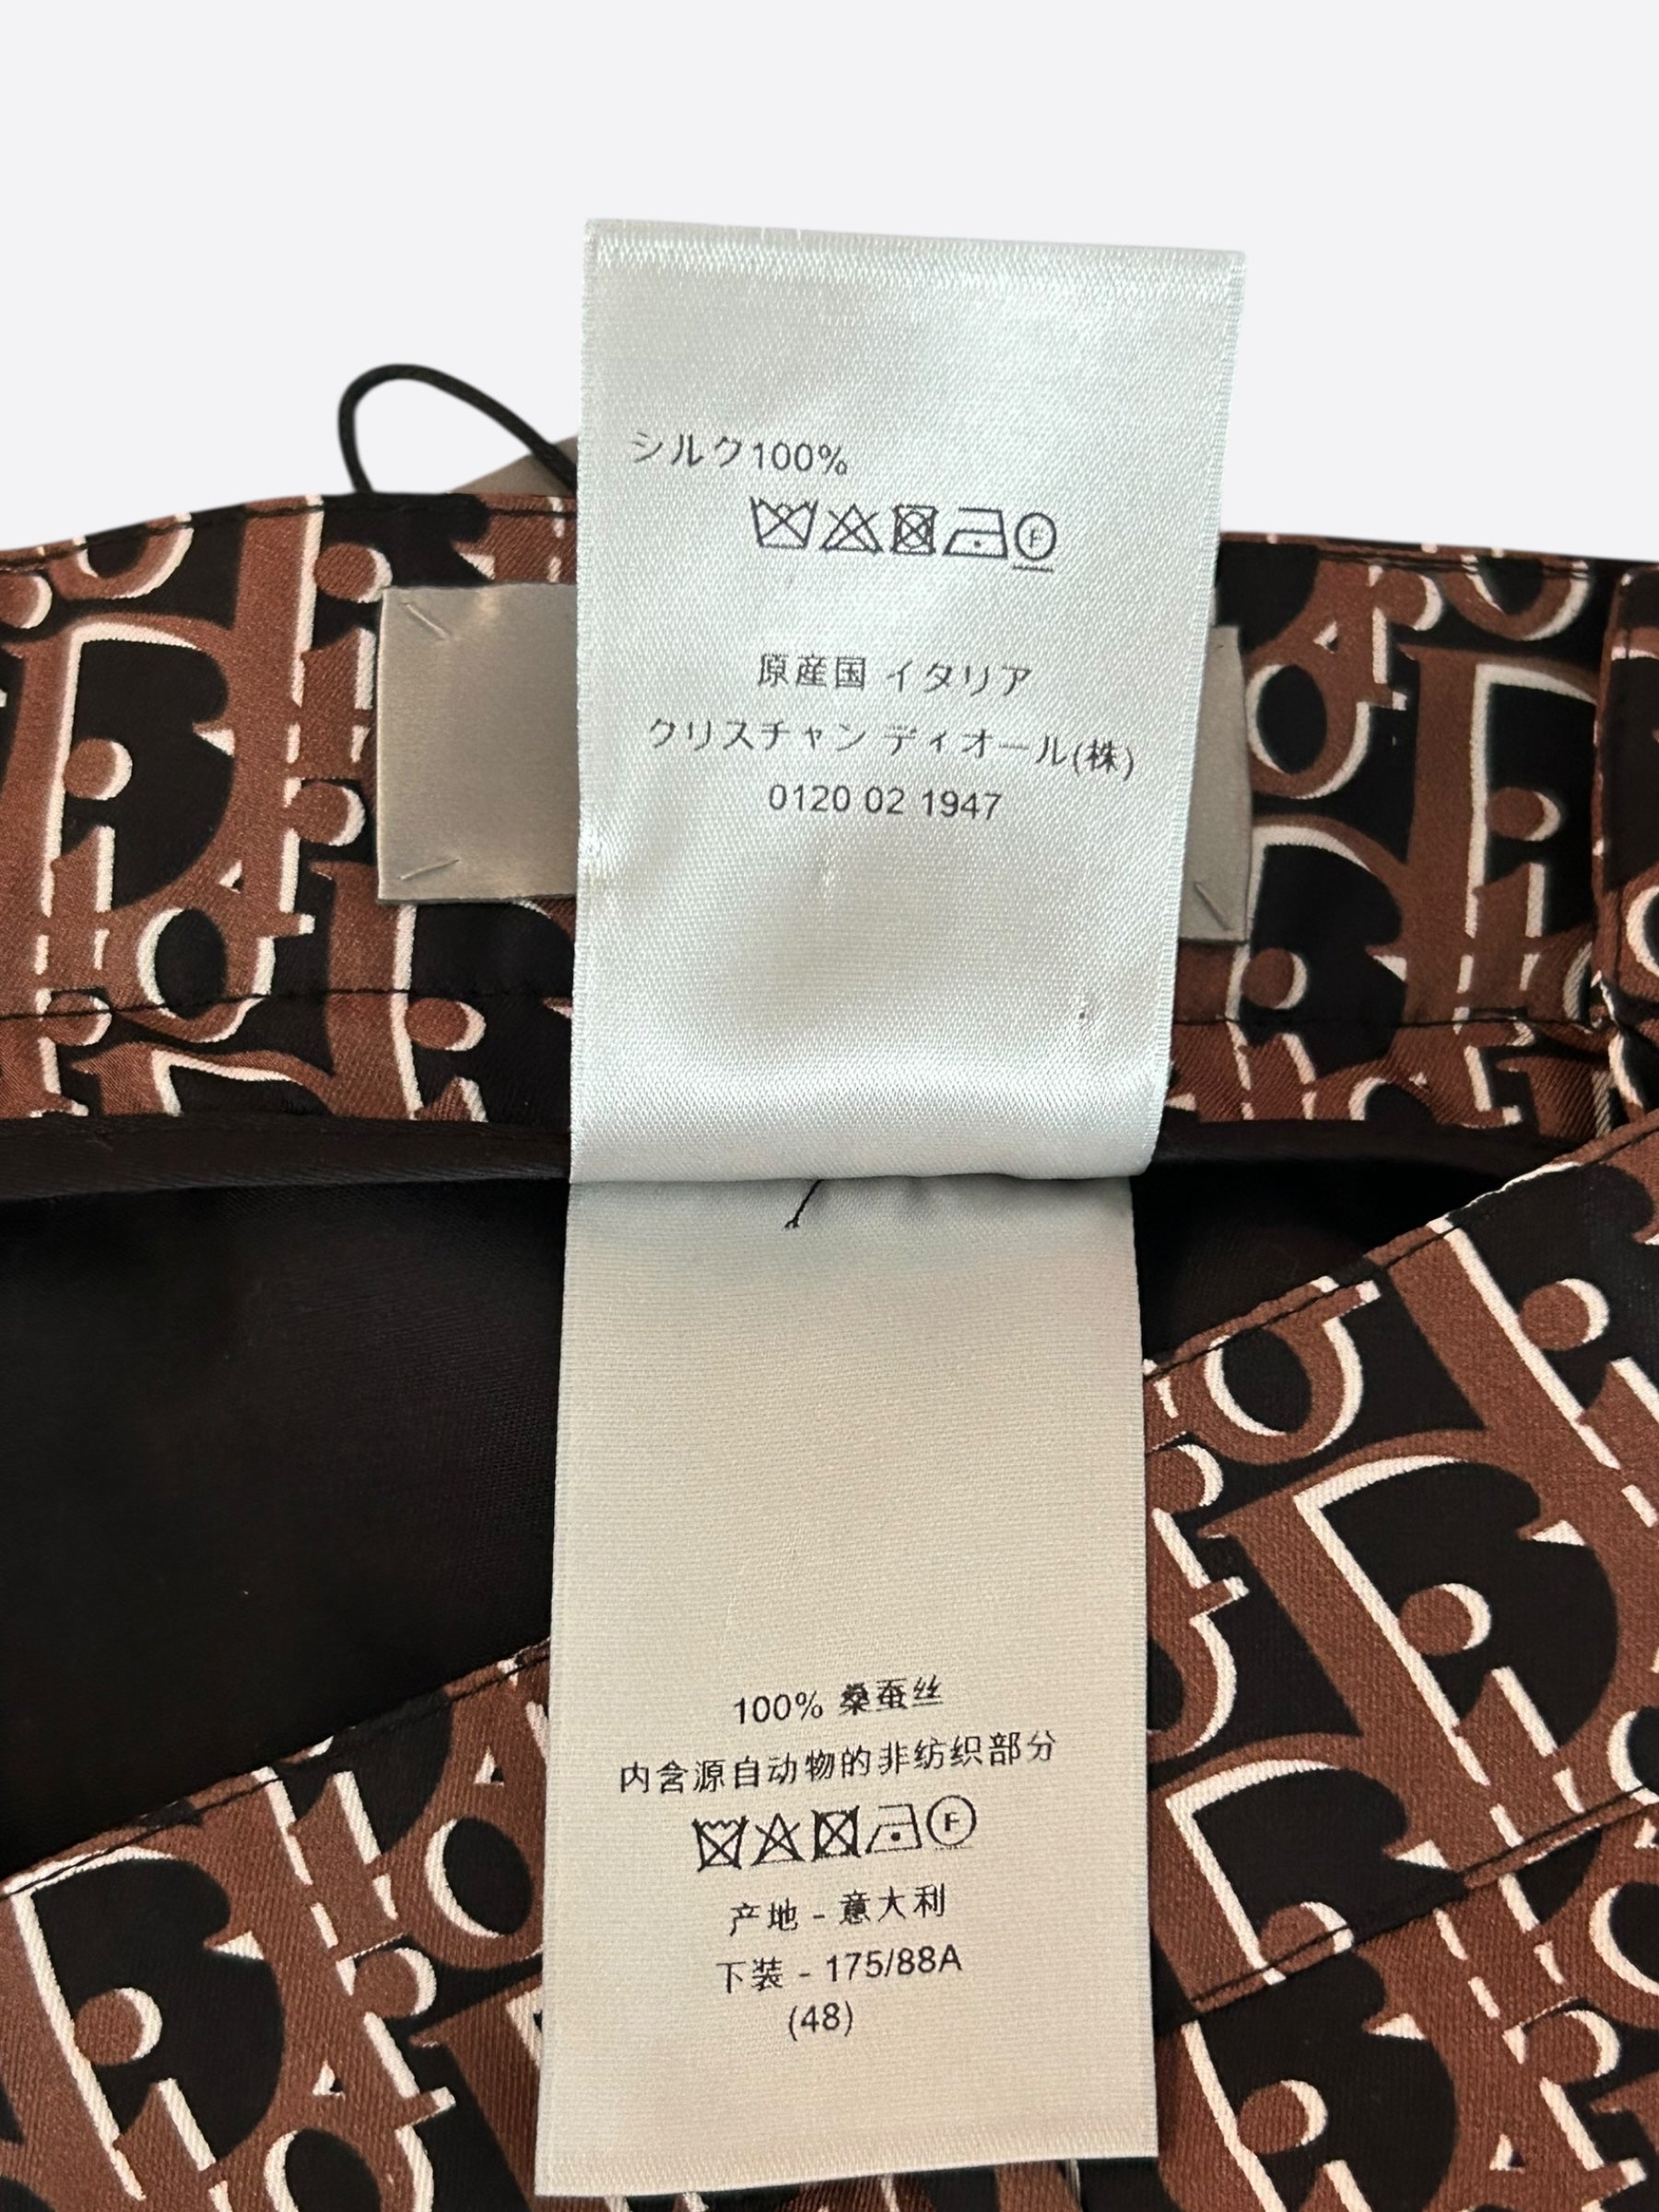 シルク100%
F
原産国 イタリア
クリスチャン ディオール(株)
0120 02 1947
100% 桑蚕丝
内含源自动物的非纺织部分
F
产地 - 意大利
下装 - 175/88A
(48)
Dior